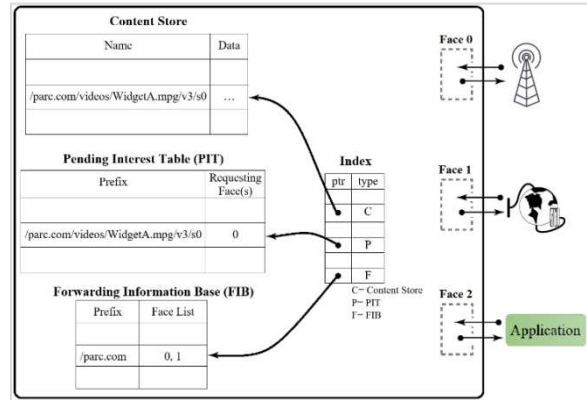 Content Store
Name Data
/parc.com/videos/WidgetA.mpg/v3/s0 ...
Pending Interest Table (PIT)
Prefix Requesting
Face(s)
/parc.com/videos/WidgetA.mpg/v3/s0 0
Forwarding Information Base (FIB)
Prefix Face List
/parc.com 0, 1
Index
ptr type
C
P
F
C= Content Store
P= PIT
F= FIB
Face 0
Face 1
Face 2
Application